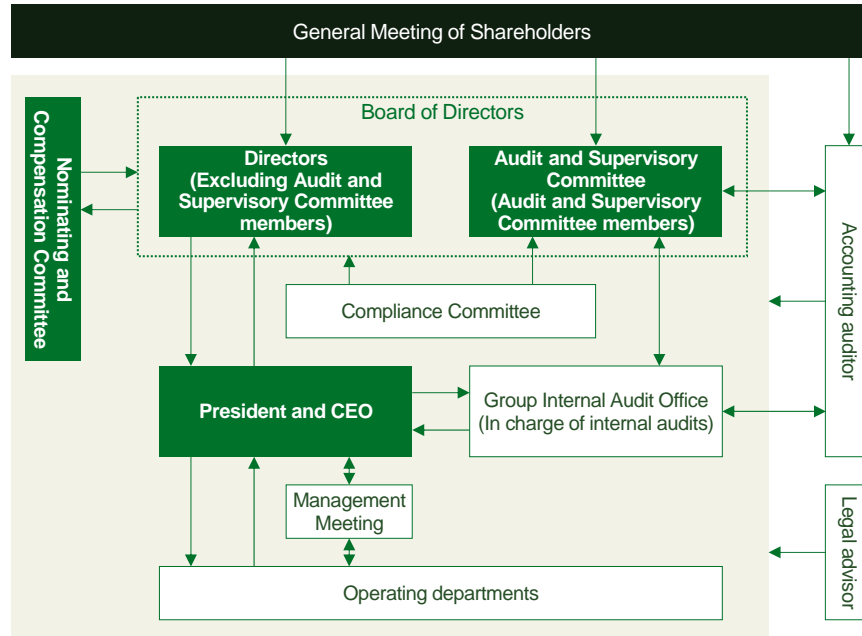 General Meeting of Shareholders
Board of Directors
Nominating and
Compensation Committee
Directors
(Excluding Audit and
Supervisory Committee
members)
Audit and Supervisory
Committee
(Audit and Supervisory
Committee members)
Accounting auditor
Compliance Committee
President and CEO
Group Internal Audit Office
(In charge of internal audits)
Management
Meeting
Legal advisor
Operating departments